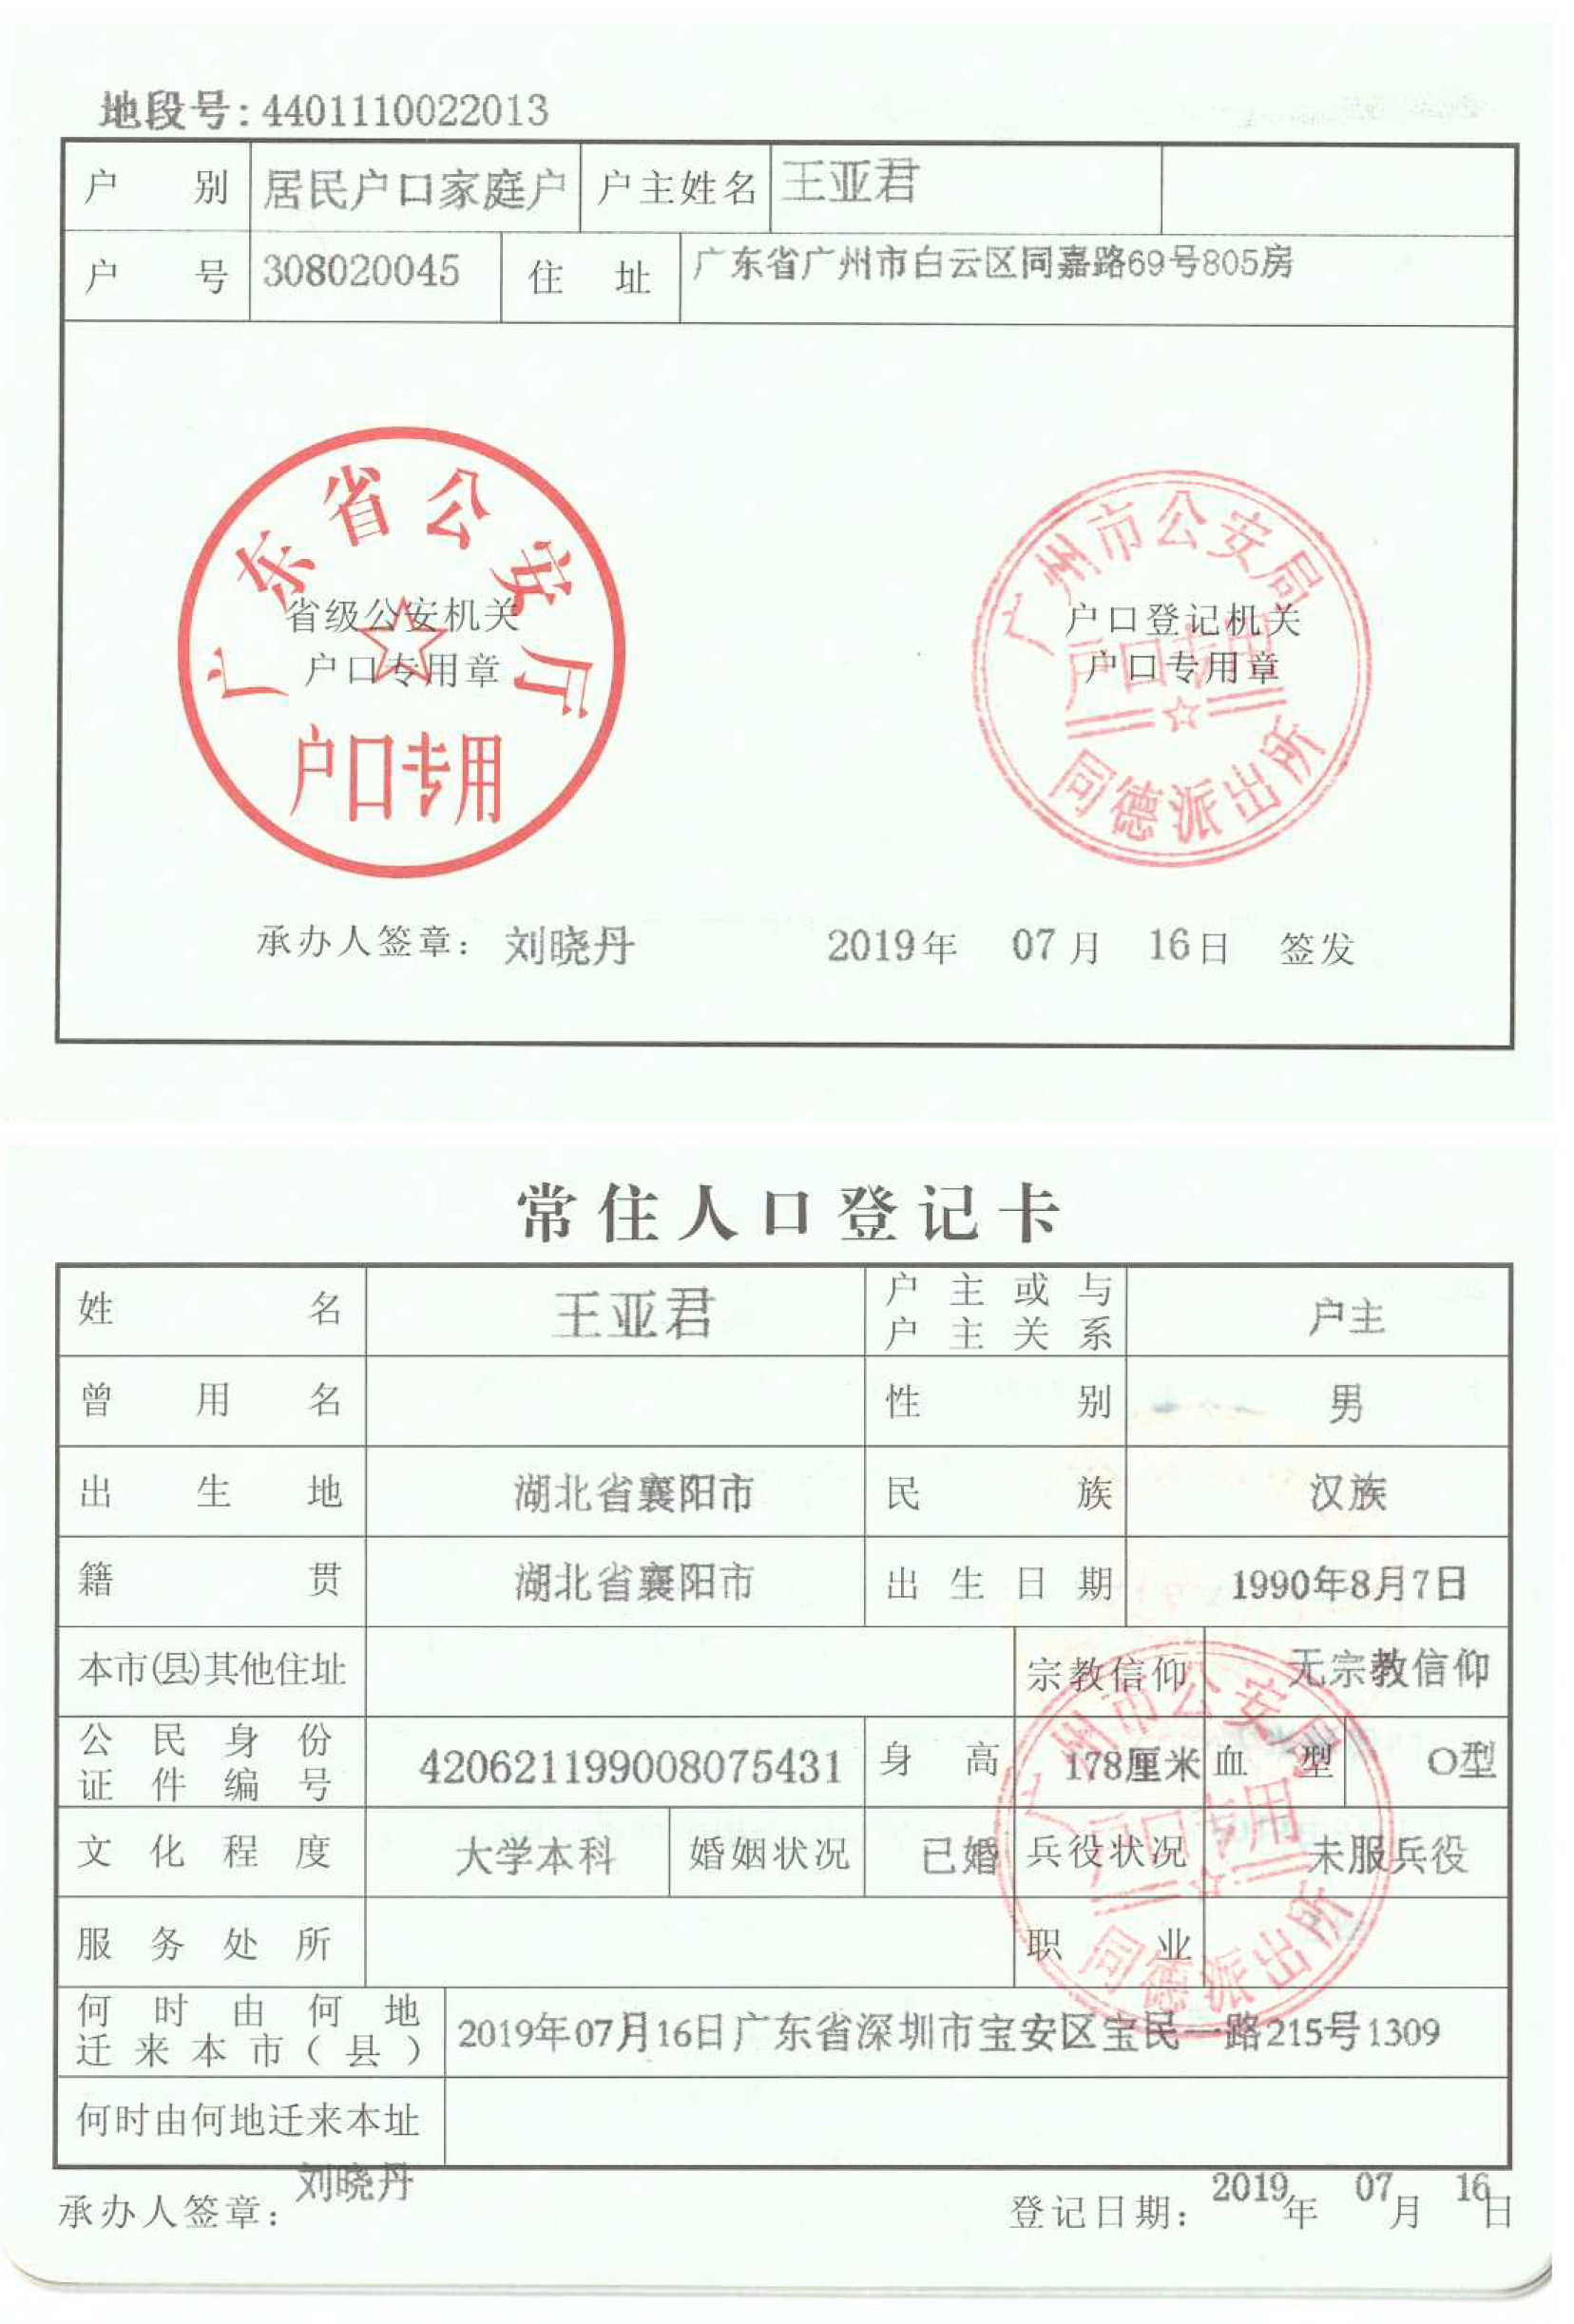 地段号:4401110022013
户 别 居民户口家庭户 户主姓名 王亚君
户 号 308020045 住 址 广东省广州市白云区同嘉路69号805房
广东省公安厅
户口专用
省级公安机关
户口专用章
广州市公安局
户口专用
同德派出所
户口登记机关
户口专用章
承办人签章: 刘晓丹 2019年 07月 16日 签发
常住人口登记卡
姓 名 王亚君 户主或与户主关系 户主
曾 用 名 性 别 男
出 生 地 湖北省襄阳市 民 族 汉族
籍 贯 湖北省襄阳市 出生日期 1990年8月7日
本市(县)其他住址 宗教信仰 无宗教信仰
公民身份证件编号 420621199008075431 身 高 178厘米 血 型 O型
文化程度 大学本科 婚姻状况 已婚 兵役状况 未服兵役
服务处所 职 业
广州市公安局
户口专用
同德派出所
何时由何地迁来本市(县) 2019年07月16日广东省深圳市宝安区宝民一路215号1309
何时由何地迁来本址
承办人签章: 刘晓丹 登记日期: 2019年 07月 16日